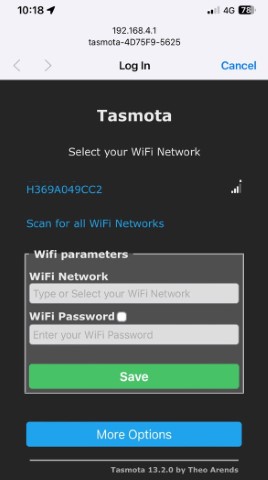 10:18
4G 78
192.168.4.1
tasmota-4D75F9-5625
Log In
Cancel
Tasmota
Select your WiFi Network
H369A049CC2
Scan for all WiFi Networks
Wifi parameters
WiFi Network
Type or Select your WiFi Network
WiFi Password
Enter your WiFi Password
Save
More Options
Tasmota 13.2.0 by Theo Arends